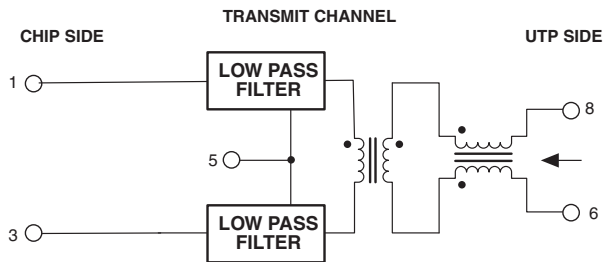 TRANSMIT CHANNEL
CHIP SIDE
UTP SIDE
LOW PASS
FILTER
1
8
5
LOW PASS
FILTER
3
6